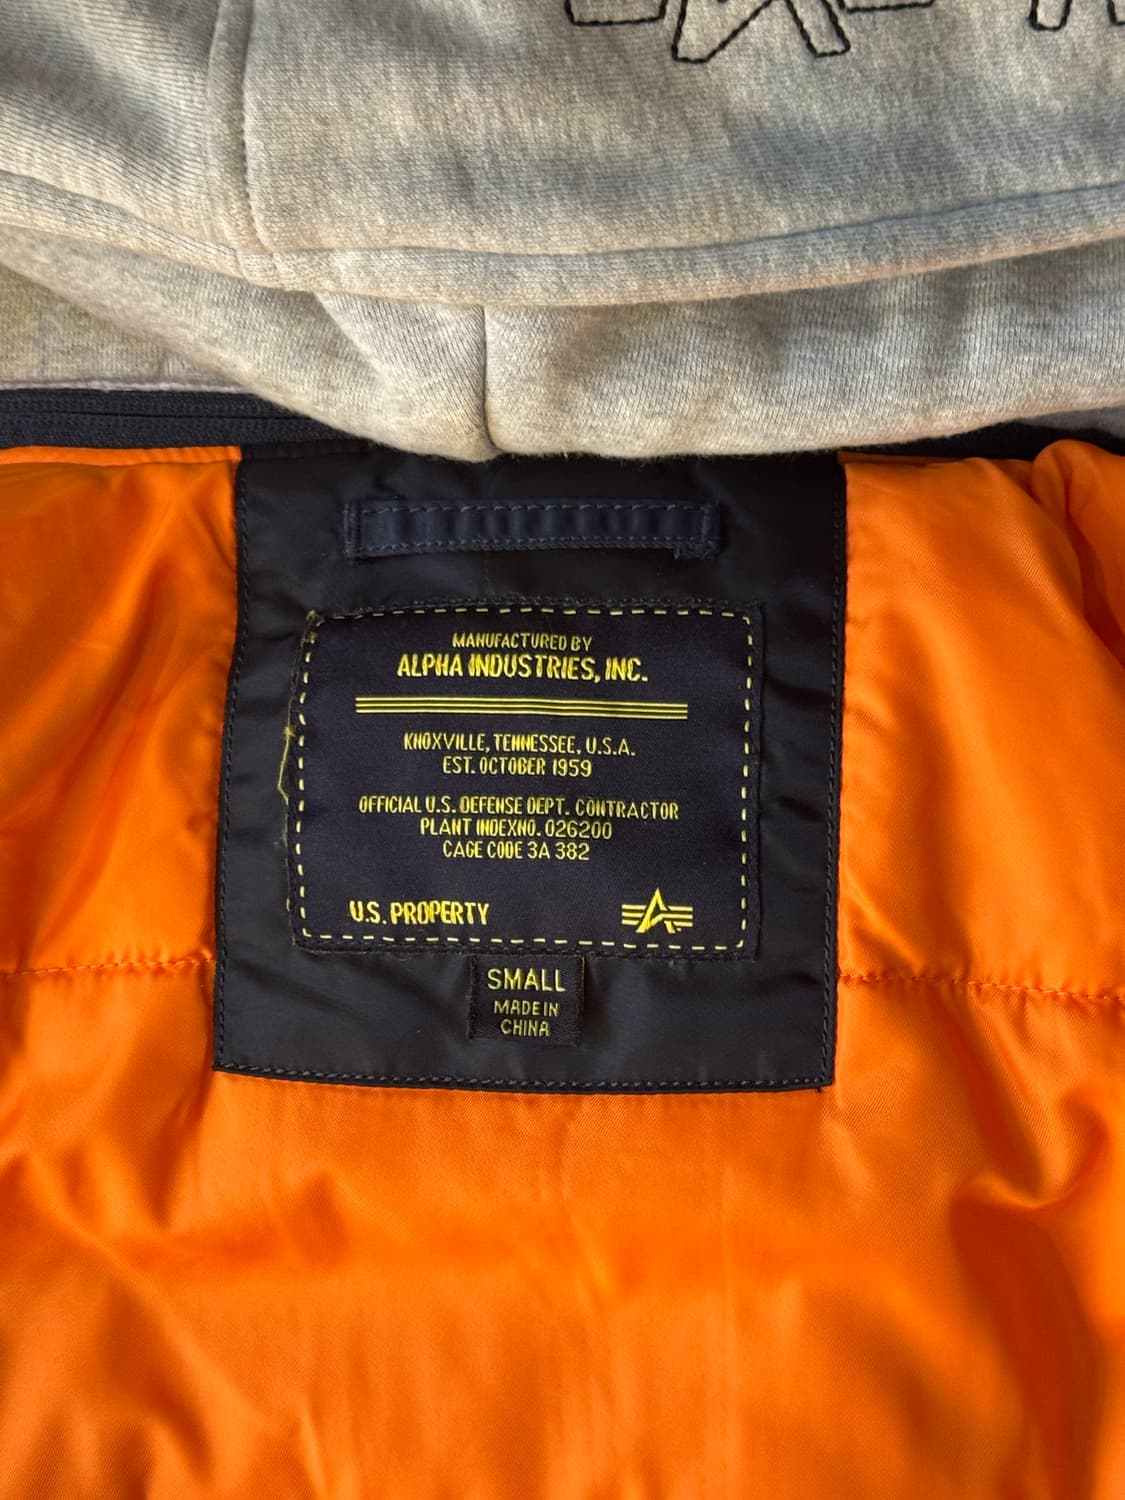 MANUFACTURED BY
ALPHA INDUSTRIES, INC.
KNOXVILLE, TENNESSEE, U.S.A.
EST. OCTOBER 1959
OFFICIAL U.S. DEFENSE DEPT. CONTRACTOR
PLANT INDEXNO. 026200
CAGE CODE 3A 382
U.S. PROPERTY
SMALL
MADE IN
CHINA